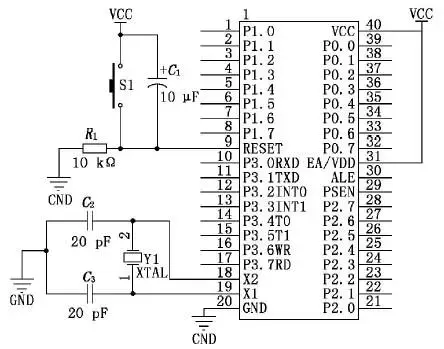 VCC
VCC
1
1 P1.0 VCC 40
2 P1.1 P0.0 39
3 P1.2 P0.1 38
4 P1.3 P0.2 37
5 P1.4 P0.3 36
6 P1.5 P0.4 35
7 P1.6 P0.5 34
8 P1.7 P0.6 33
9 RESET P0.7 32
10 P3.0RXD EA/VDD 31
11 P3.1TXD ALE 30
12 P3.2INT0 PSEN 29
13 P3.3INT1 P2.7 28
14 P3.4T0 P2.6 27
15 P3.5T1 P2.5 26
16 P3.6WR P2.4 25
17 P3.7RD P2.3 24
18 X2 P2.2 23
19 X1 P2.1 22
20 GND P2.0 21
S1
+C1
10 μF
R1
10 kΩ
CND
C2
20 pF
2
Y1
XTAL
1
C3
20 pF
GND
CND